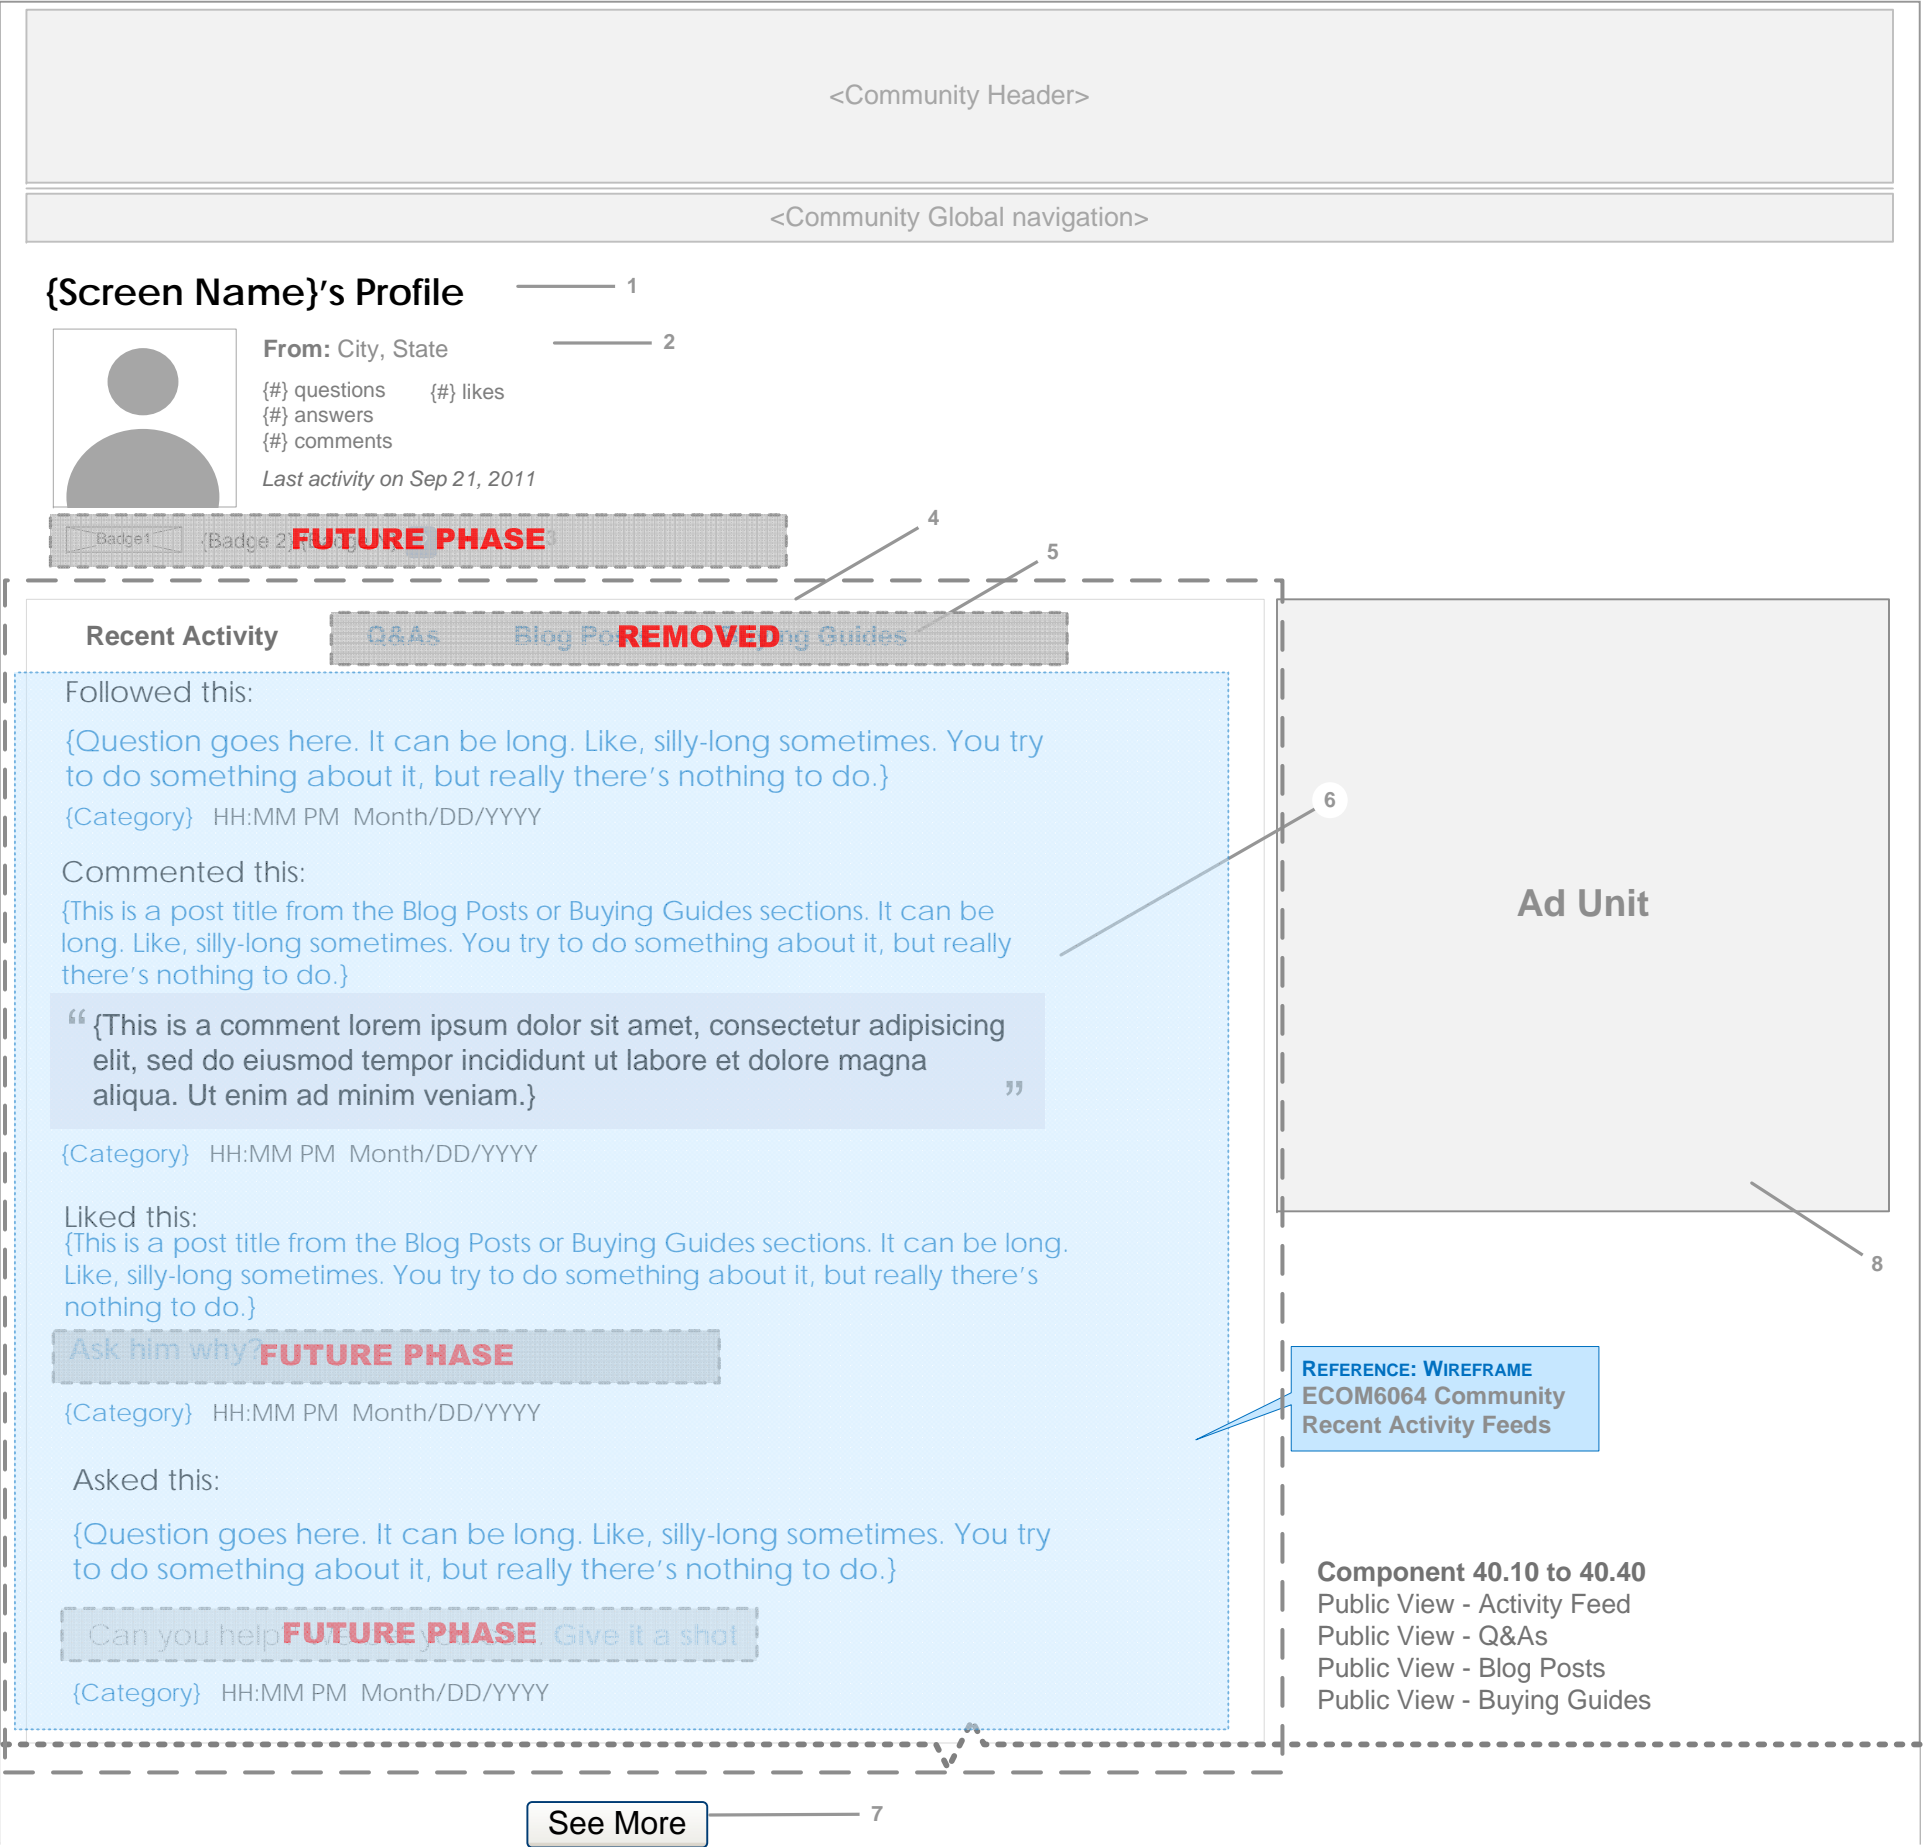 <Community Header>
<Community Global navigation>
{Screen Name}'s Profile
1
From: City, State
2
{#} questions
{#} likes
{#} answers
{#} comments
Last activity on Sep 21, 2011
Badge1
{Badge 2}
FUTURE PHASE
3
4
5
Recent Activity
Q&As
Blog Posts
REMOVED
Buying Guides
Followed this:
{Question goes here. It can be long. Like, silly-long sometimes. You try
to do something about it, but really there's nothing to do.}
{Category} HH:MM PM Month/DD/YYYY
6
Commented this:
{This is a post title from the Blog Posts or Buying Guides sections. It can be
long. Like, silly-long sometimes. You try to do something about it, but really
there's nothing to do.}
“ {This is a comment lorem ipsum dolor sit amet, consectetur adipisicing
elit, sed do eiusmod tempor incididunt ut labore et dolore magna
aliqua. Ut enim ad minim veniam.} ”
{Category} HH:MM PM Month/DD/YYYY
Ad Unit
8
Liked this:
{This is a post title from the Blog Posts or Buying Guides sections. It can be long.
Like, silly-long sometimes. You try to do something about it, but really there's
nothing to do.}
Ask him why?
FUTURE PHASE
{Category} HH:MM PM Month/DD/YYYY
REFERENCE: WIREFRAME
ECOM6064 Community
Recent Activity Feeds
Asked this:
{Question goes here. It can be long. Like, silly-long sometimes. You try
to do something about it, but really there's nothing to do.}
Can you help?
FUTURE PHASE
Give it a shot
{Category} HH:MM PM Month/DD/YYYY
Component 40.10 to 40.40
Public View - Activity Feed
Public View - Q&As
Public View - Blog Posts
Public View - Buying Guides
See More
7